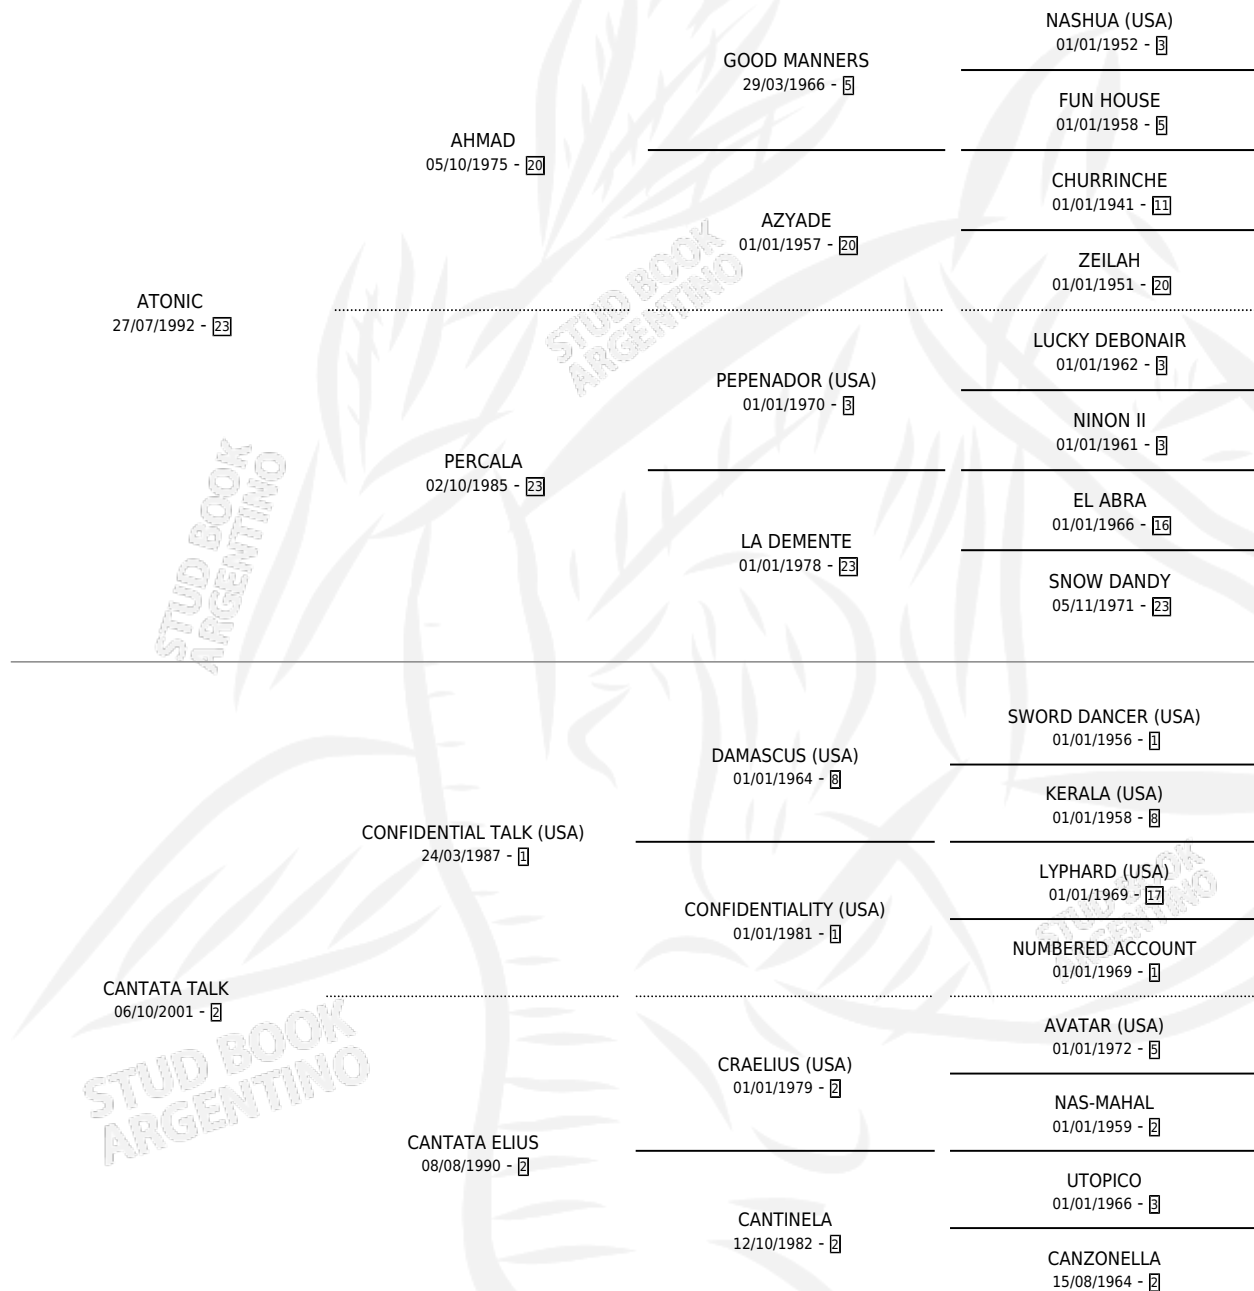 NASHUA (USA)
01/01/1952 - 3
GOOD MANNERS
29/03/1966 - 5
FUN HOUSE
01/01/1958 - 5
AHMAD
05/10/1975 - 20
CHURRINCHE
01/01/1941 - 11
AZYADE
01/01/1957 - 20
ZEILAH
01/01/1951 - 20
ATONIC
27/07/1992 - 23
STUD BOOK
ARGENTINO
LUCKY DEBONAIR
01/01/1962 - 3
PEPENADOR (USA)
01/01/1970 - 3
NINON II
01/01/1961 - 3
PERCALA
02/10/1985 - 23
EL ABRA
01/01/1966 - 16
LA DEMENTE
01/01/1978 - 23
SNOW DANDY
05/11/1971 - 23
STUD BOOK
ARGENTINO
SWORD DANCER (USA)
01/01/1956 - 1
DAMASCUS (USA)
01/01/1964 - 8
KERALA (USA)
01/01/1958 - 8
CONFIDENTIAL TALK (USA)
24/03/1987 - 1
LYPHARD (USA)
01/01/1969 - 17
CONFIDENTIALITY (USA)
01/01/1981 - 1
STUD BOOK
ARGENTINO
NUMBERED ACCOUNT
01/01/1969 - 1
CANTATA TALK
06/10/2001 - 2
STUD BOOK
ARGENTINO
AVATAR (USA)
01/01/1972 - 5
CRAELIUS (USA)
01/01/1979 - 2
NAS-MAHAL
01/01/1959 - 2
CANTATA ELIUS
08/08/1990 - 2
UTOPICO
01/01/1966 - 3
CANTINELA
12/10/1982 - 2
CANZONELLA
15/08/1964 - 2